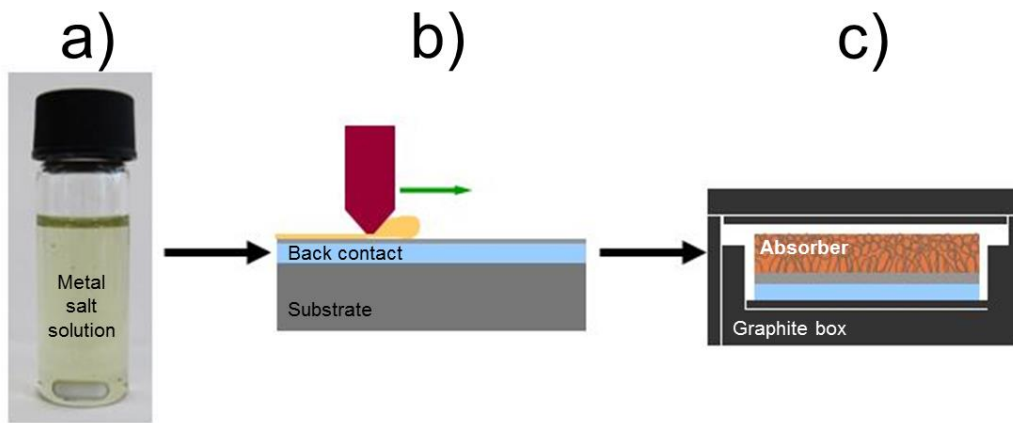 a)
b)
c)
Metal
salt
solution
Back contact
Substrate
Absorber
Graphite box